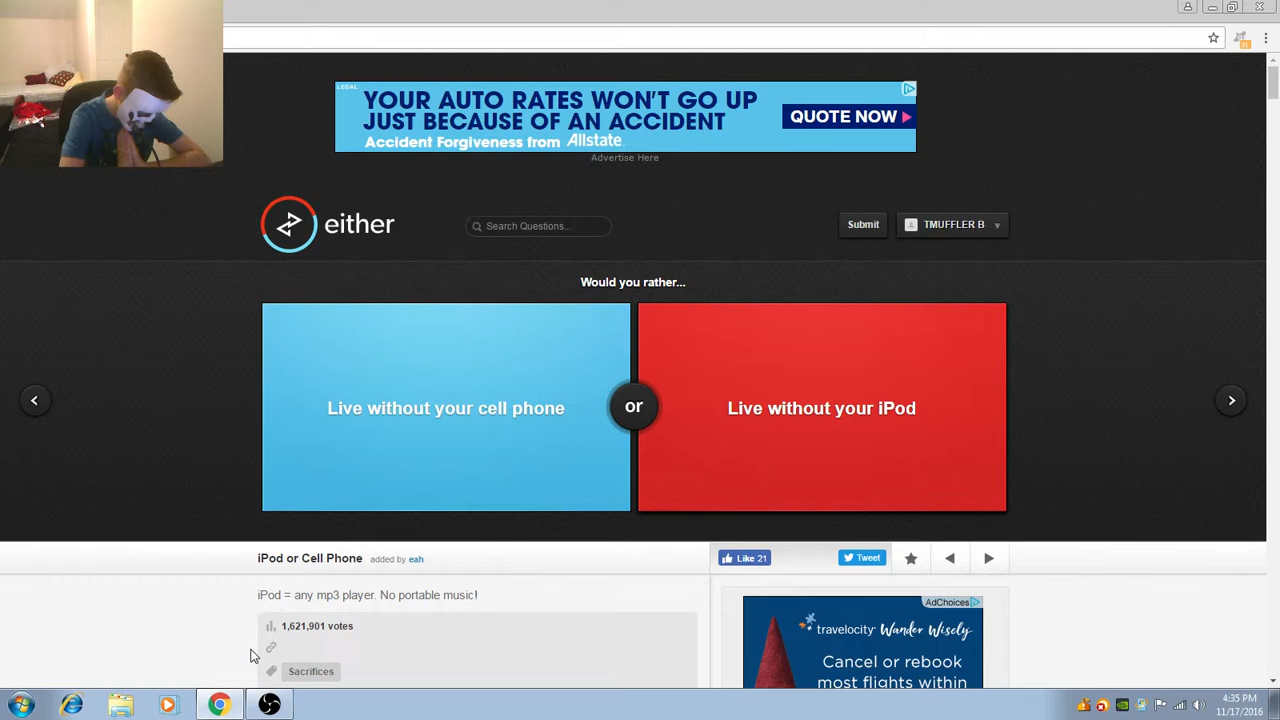 LEGAL
YOUR AUTO RATES WON'T GO UP
JUST BECAUSE OF AN ACCIDENT
Accident Forgiveness from Allstate
QUOTE NOW
Advertise Here
either
Search Questions...
Submit
TMUFFLER B
Would you rather...
Live without your cell phone
or
Live without your iPod
iPod or Cell Phone added by eah
Like 21
Tweet
iPod = any mp3 player. No portable music!
1,621,901 votes
Sacrifices
AdChoices
travelocity Wander Wisely
Cancel or rebook
most flights within
4:35 PM
11/17/2016